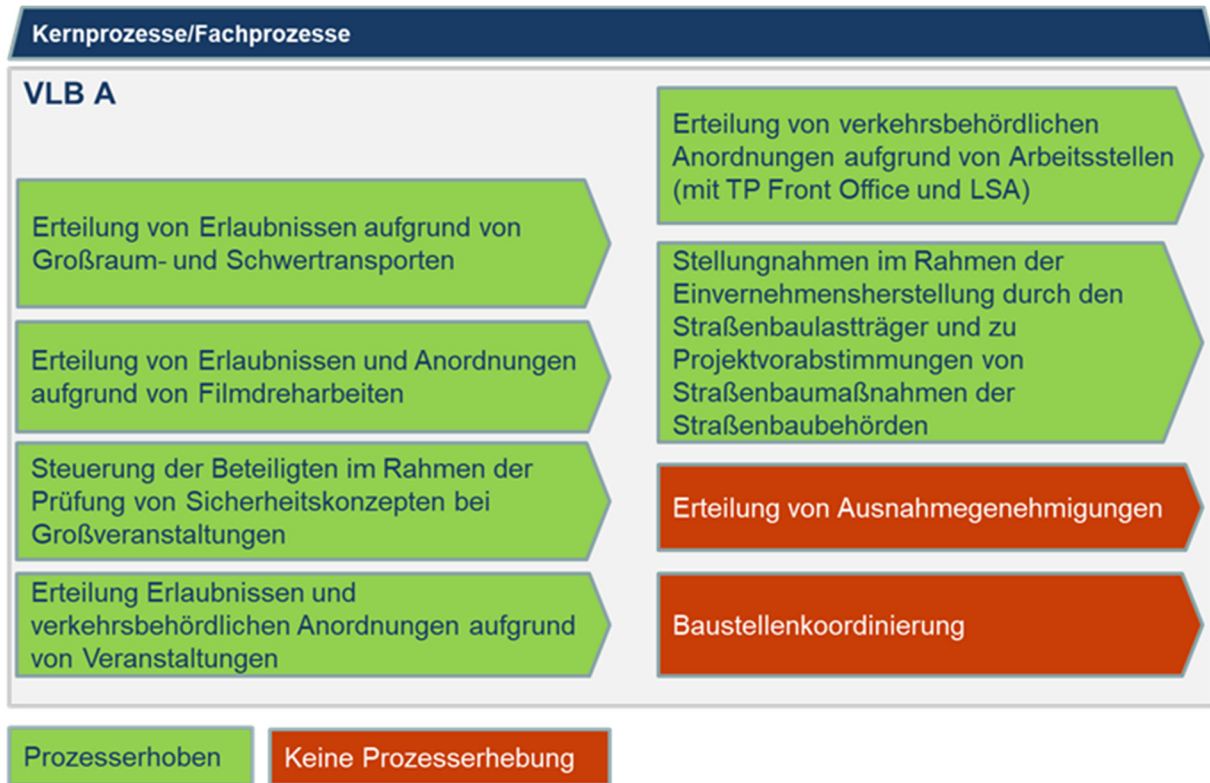 Kernprozesse/Fachprozesse
VLB A
Erteilung von Erlaubnissen aufgrund von
Großraum- und Schwertransporten
Erteilung von Erlaubnissen und Anordnungen
aufgrund von Filmdreharbeiten
Steuerung der Beteiligten im Rahmen der
Prüfung von Sicherheitskonzepten bei
Großveranstaltungen
Erteilung Erlaubnissen und
verkehrsbehördlichen Anordnungen aufgrund
von Veranstaltungen
Erteilung von verkehrsbehördlichen
Anordnungen aufgrund von Arbeitsstellen
(mit TP Front Office und LSA)
Stellungnahmen im Rahmen der
Einvernehmensherstellung durch den
Straßenbaulastträger und zu
Projektvorabstimmungen von
Straßenbaumaßnahmen der
Straßenbaubehörden
Erteilung von Ausnahmegenehmigungen
Baustellenkoordinierung
Prozesserhoben
Keine Prozesserhebung